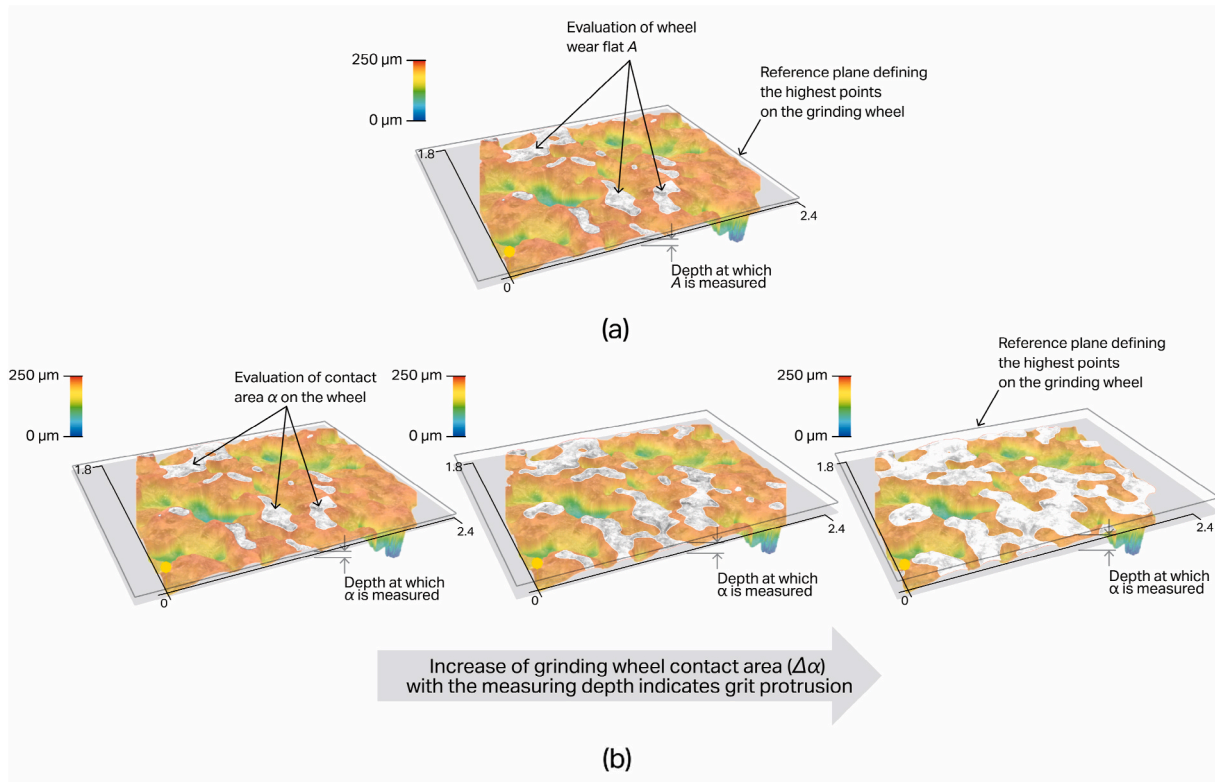 Evaluation of wheel
wear flat A
250 µm
0 µm
Reference plane defining
the highest points
on the grinding wheel
1.8
2.4
0
Depth at which
A is measured
(a)
Reference plane defining
the highest points
on the grinding wheel
250 µm
0 µm
Evaluation of contact
area α on the wheel
1.8
2.4
0
Depth at which
α is measured
250 µm
0 µm
1.8
2.4
0
Depth at which
α is measured
250 µm
0 µm
1.8
2.4
0
Depth at which
α is measured
Increase of grinding wheel contact area (Δα)
with the measuring depth indicates grit protrusion
(b)